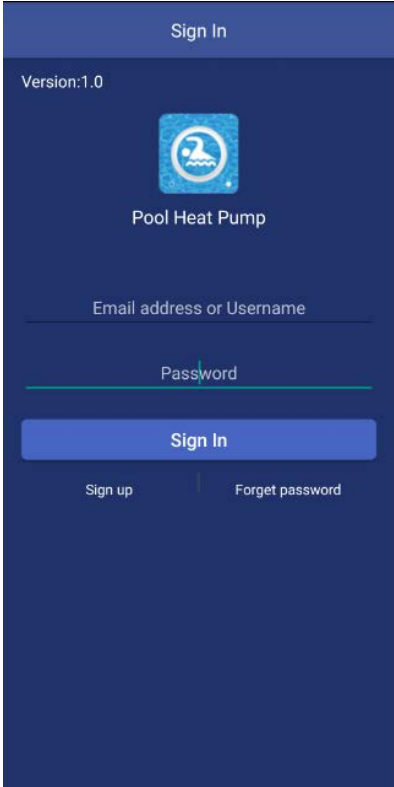 Sign In
Version:1.0
Pool Heat Pump
Email address or Username
Password
Sign In
Sign up
Forget password